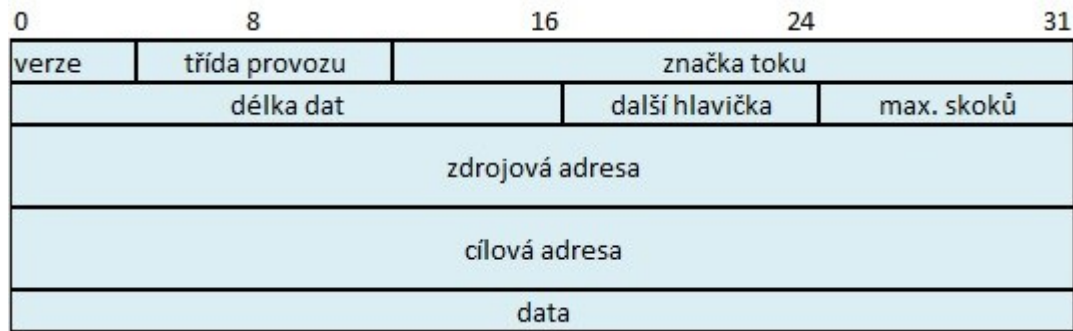 0 8 16 24 31
verze třída provozu značka toku
délka dat další hlavička max. skoků
zdrojová adresa
cílová adresa
data